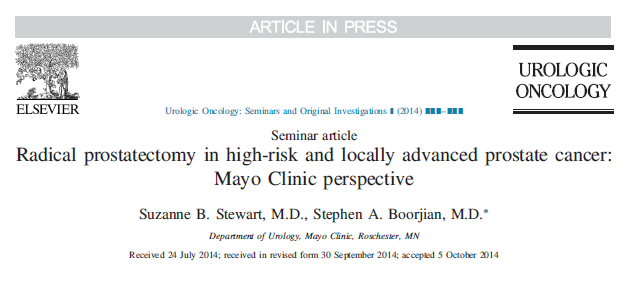 ARTICLE IN PRESS
ELSEVIER
UROLOGIC
ONCOLOGY
Urologic Oncology: Seminars and Original Investigations ▮ (2014) ▮▮▮–▮▮▮
Seminar article
Radical prostatectomy in high-risk and locally advanced prostate cancer:
Mayo Clinic perspective
Suzanne B. Stewart, M.D., Stephen A. Boorjian, M.D.*
Department of Urology, Mayo Clinic, Roschester, MN
Received 24 July 2014; received in revised form 30 September 2014; accepted 5 October 2014